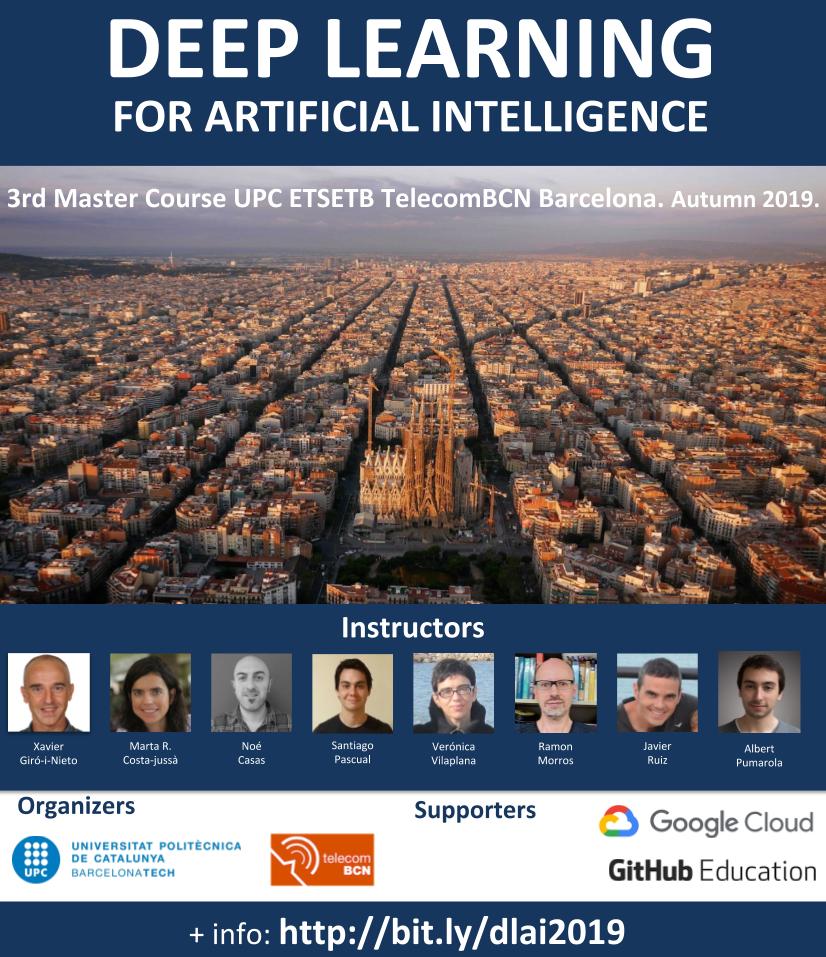 DEEP LEARNING
FOR ARTIFICIAL INTELLIGENCE
3rd Master Course UPC ETSETB TelecomBCN Barcelona. Autumn 2019.
Instructors
Xavier
Giró-i-Nieto
Marta R.
Costa-jussà
Noé
Casas
Santiago
Pascual
Verónica
Vilaplana
Ramon
Morros
Javier
Ruiz
Albert
Pumarola
Organizers
UPC
UNIVERSITAT POLITÈCNICA
DE CATALUNYA
BARCELONATECH
telecom
BCN
Supporters
Google Cloud
GitHub Education
+ info: http://bit.ly/dlai2019